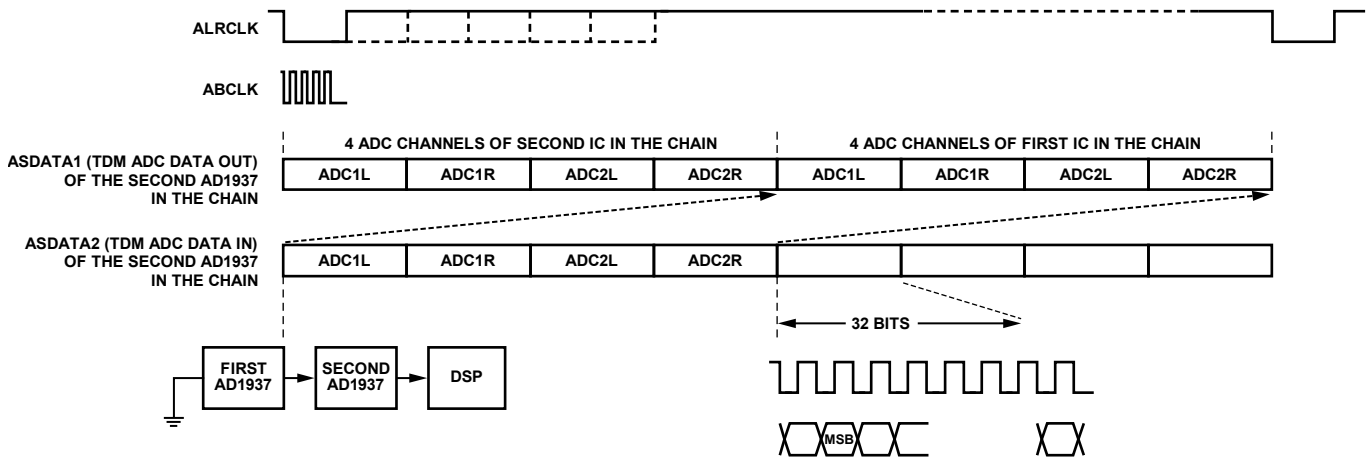 ALRCLK
ABCLK
4 ADC CHANNELS OF SECOND IC IN THE CHAIN
4 ADC CHANNELS OF FIRST IC IN THE CHAIN
ASDATA1 (TDM ADC DATA OUT)
OF THE SECOND AD1937
IN THE CHAIN
ADC1L
ADC1R
ADC2L
ADC2R
ADC1L
ADC1R
ADC2L
ADC2R
ASDATA2 (TDM ADC DATA IN)
OF THE SECOND AD1937
IN THE CHAIN
ADC1L
ADC1R
ADC2L
ADC2R
32 BITS
FIRST
AD1937
SECOND
AD1937
DSP
MSB